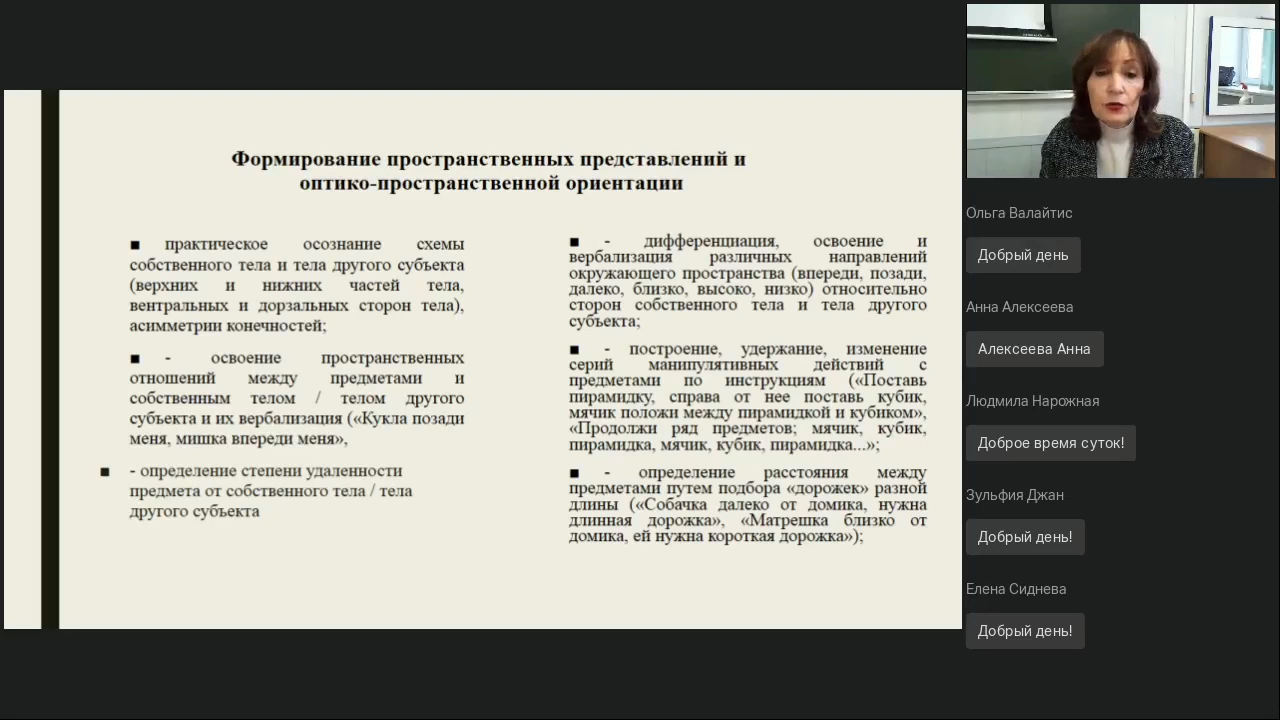 Формирование пространственных представлений и
оптико-пространственной ориентации
■ практическое осознание схемы
собственного тела и тела другого субъекта
(верхних и нижних частей тела,
вентральных и дорзальных сторон тела),
асимметрии конечностей;
■ - освоение пространственных
отношений между предметами и
собственным телом / телом другого
субъекта и их вербализация («Кукла позади
меня, мишка впереди меня»,
■ - определение степени удаленности
предмета от собственного тела / тела
другого субъекта
■ - дифференциация, освоение и
вербализация различных направлений
окружающего пространства (впереди, позади,
далеко, близко, высоко, низко) относительно
сторон собственного тела и тела другого
субъекта;
■ - построение, удержание, изменение
серий манипулятивных действий с
предметами по инструкциям («Поставь
пирамидку, справа от нее поставь кубик,
мячик положи между пирамидкой и кубиком»,
«Продолжи ряд предметов; мячик, кубик,
пирамидка, мячик, кубик, пирамидка...»;
■ - определение расстояния между
предметами путем подбора «дорожек» разной
длины («Собачка далеко от домика, нужна
длинная дорожка», «Матрешка близко от
домика, ей нужна короткая дорожка»);
Ольга Валайтис
Добрый день
Анна Алексеева
Алексеева Анна
Людмила Нарожная
Доброе время суток!
Зульфия Джан
Добрый день!
Елена Сиднева
Добрый день!